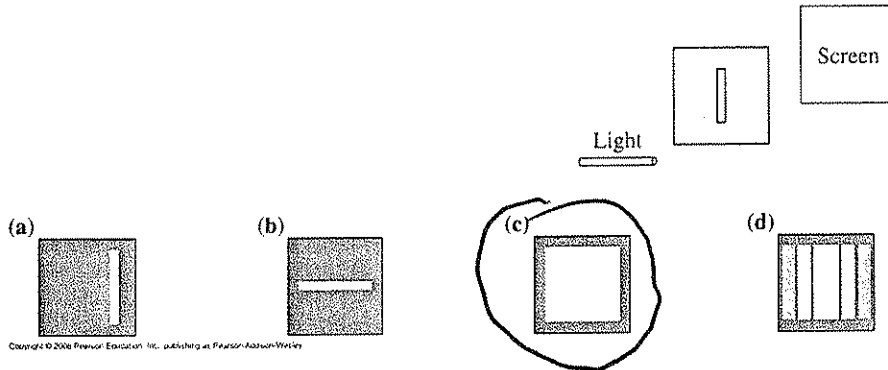 Screen
Light
(a)
(b)
(c)
(d)
Copyright © 2008 Pearson Education, Inc., publishing as Pearson Addison-Wesley